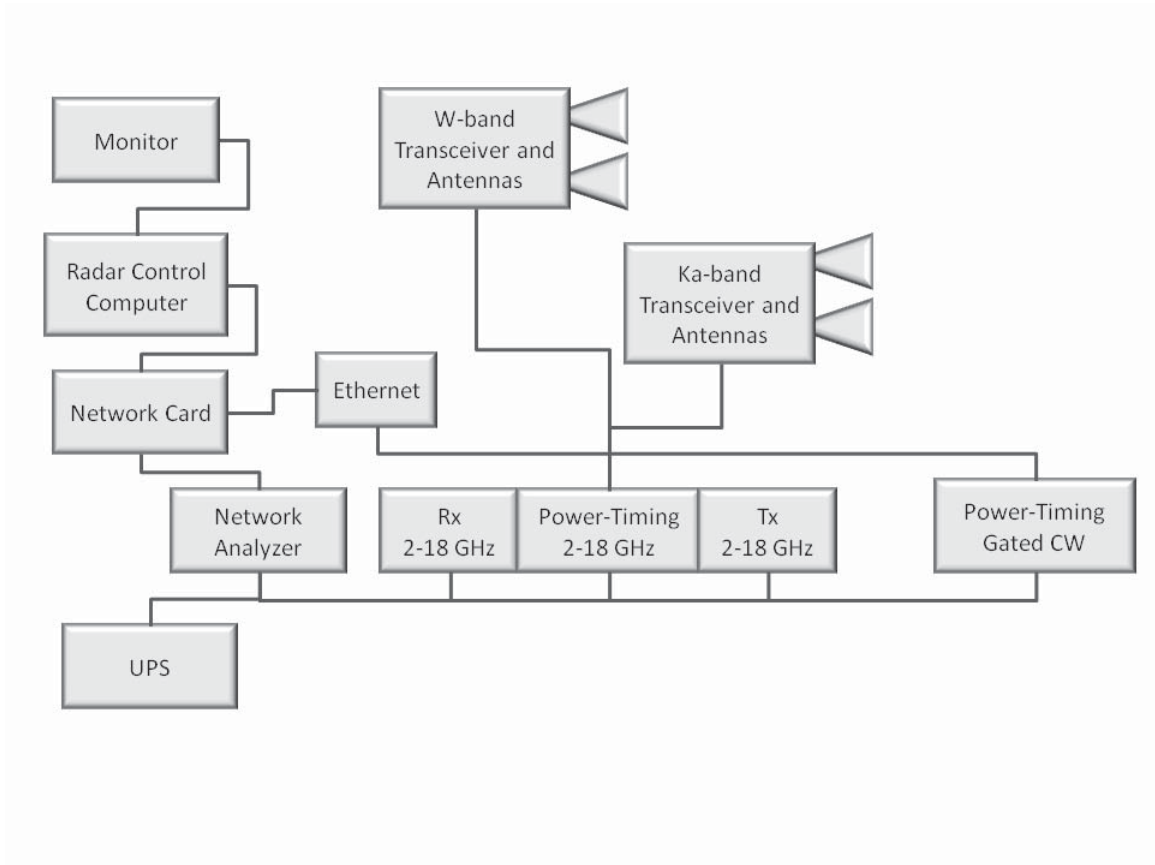 Monitor
W-band
Transceiver and
Antennas
Radar Control
Computer
Ka-band
Transceiver and
Antennas
Network Card
Ethernet
Network
Analyzer
Rx
2-18 GHz
Power-Timing
2-18 GHz
Tx
2-18 GHz
Power-Timing
Gated CW
UPS